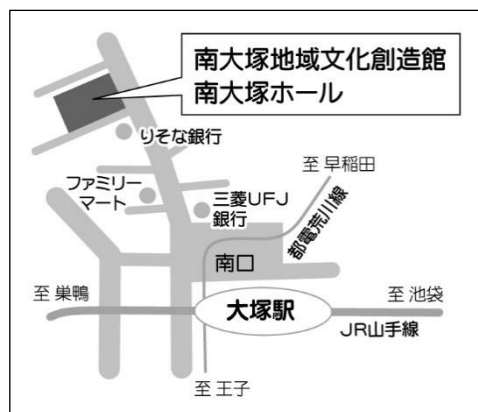 南大塚地域文化創造館
南大塚ホール
りそな銀行
至 早稲田
ファミリー
マート
三菱UFJ
銀行
都電荒川線
南口
至 巣鴨
大塚駅
至 池袋
JR山手線
至 王子